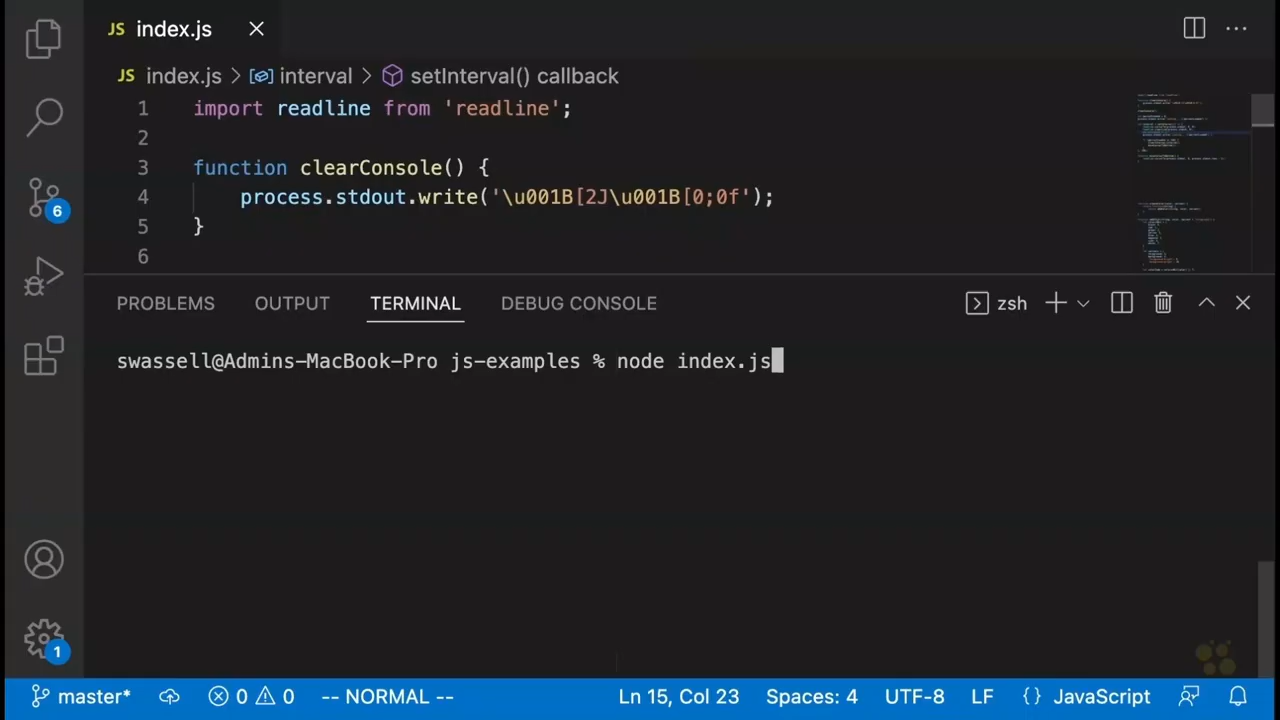 JS index.js
JS index.js > interval > setInterval() callback
1 import readline from 'readline';
2
3 function clearConsole() {
4 process.stdout.write('\u001B[2J\u001B[0;0f');
5 }
6
6
PROBLEMS OUTPUT TERMINAL DEBUG CONSOLE zsh
swassell@Admins-MacBook-Pro js-examples % node index.js
1
master* 0 0 -- NORMAL -- Ln 15, Col 23 Spaces: 4 UTF-8 LF {} JavaScript